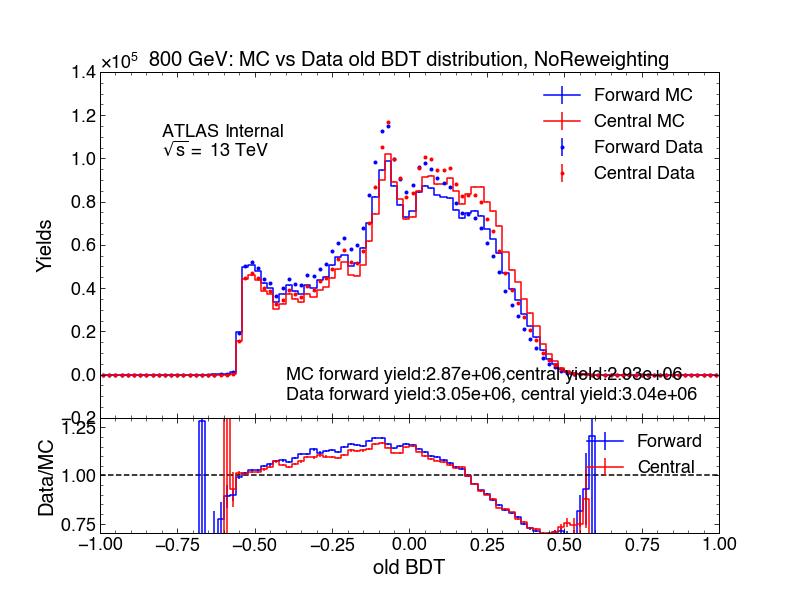 ×10⁵ 800 GeV: MC vs Data old BDT distribution, NoReweighting
1.4
1.2
1.0
0.8
0.6
0.4
0.2
0.0
−0.2
Yields
ATLAS Internal
√s = 13 TeV
Forward MC
Central MC
Forward Data
Central Data
MC forward yield:2.87e+06,central yield:2.93e+06
Data forward yield:3.05e+06, central yield:3.04e+06
1.25
1.00
0.75
Data/MC
Forward
Central
−1.00 −0.75 −0.50 −0.25 0.00 0.25 0.50 0.75 1.00
old BDT